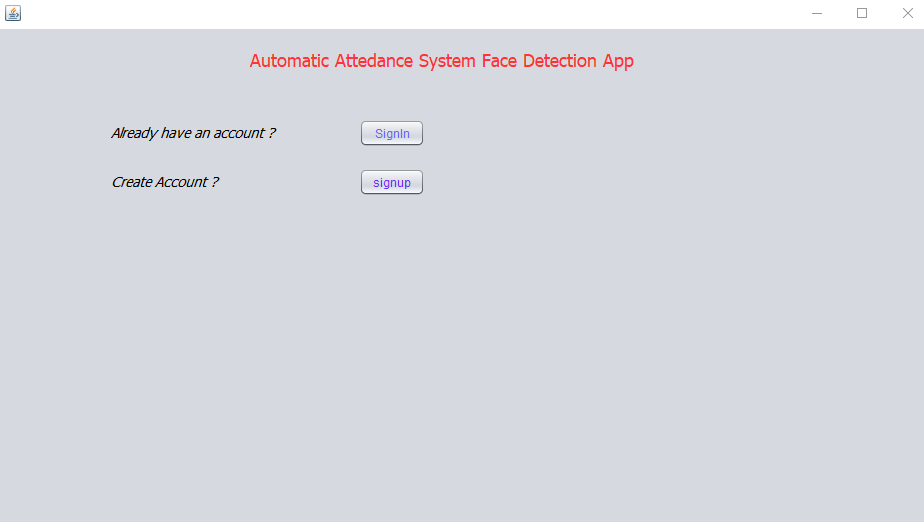 Automatic Attedance System Face Detection App
Already have an account ? SignIn
Create Account ? signup